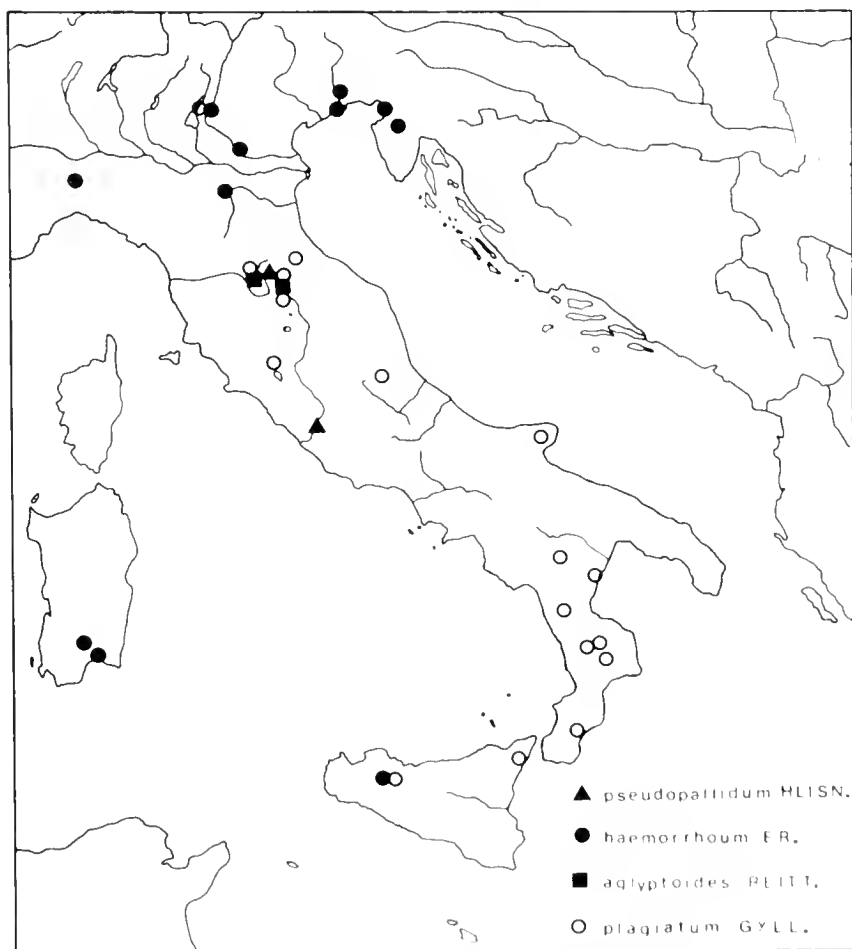 pseudopallidum HLISN.
haemorrhoum ER.
aglyptoides REITT.
plagiatum GYLL.